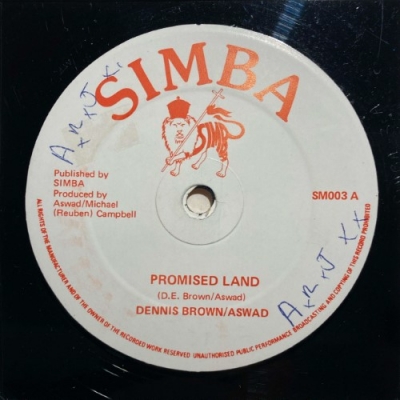 SIMBA
SIMBA
Published by
SIMBA
Produced by
Aswad/Michael
(Reuben) Campbell
SM003 A
PROMISED LAND
(D.E. Brown/Aswad)
DENNIS BROWN/ASWAD
ALL RIGHTS OF THE MANUFACTURER AND OF THE OWNER OF THE RECORDED WORK RESERVED UNAUTHORISED PUBLIC PERFORMANCE BROADCASTING AND COPYING OF THIS RECORD PROHIBITED